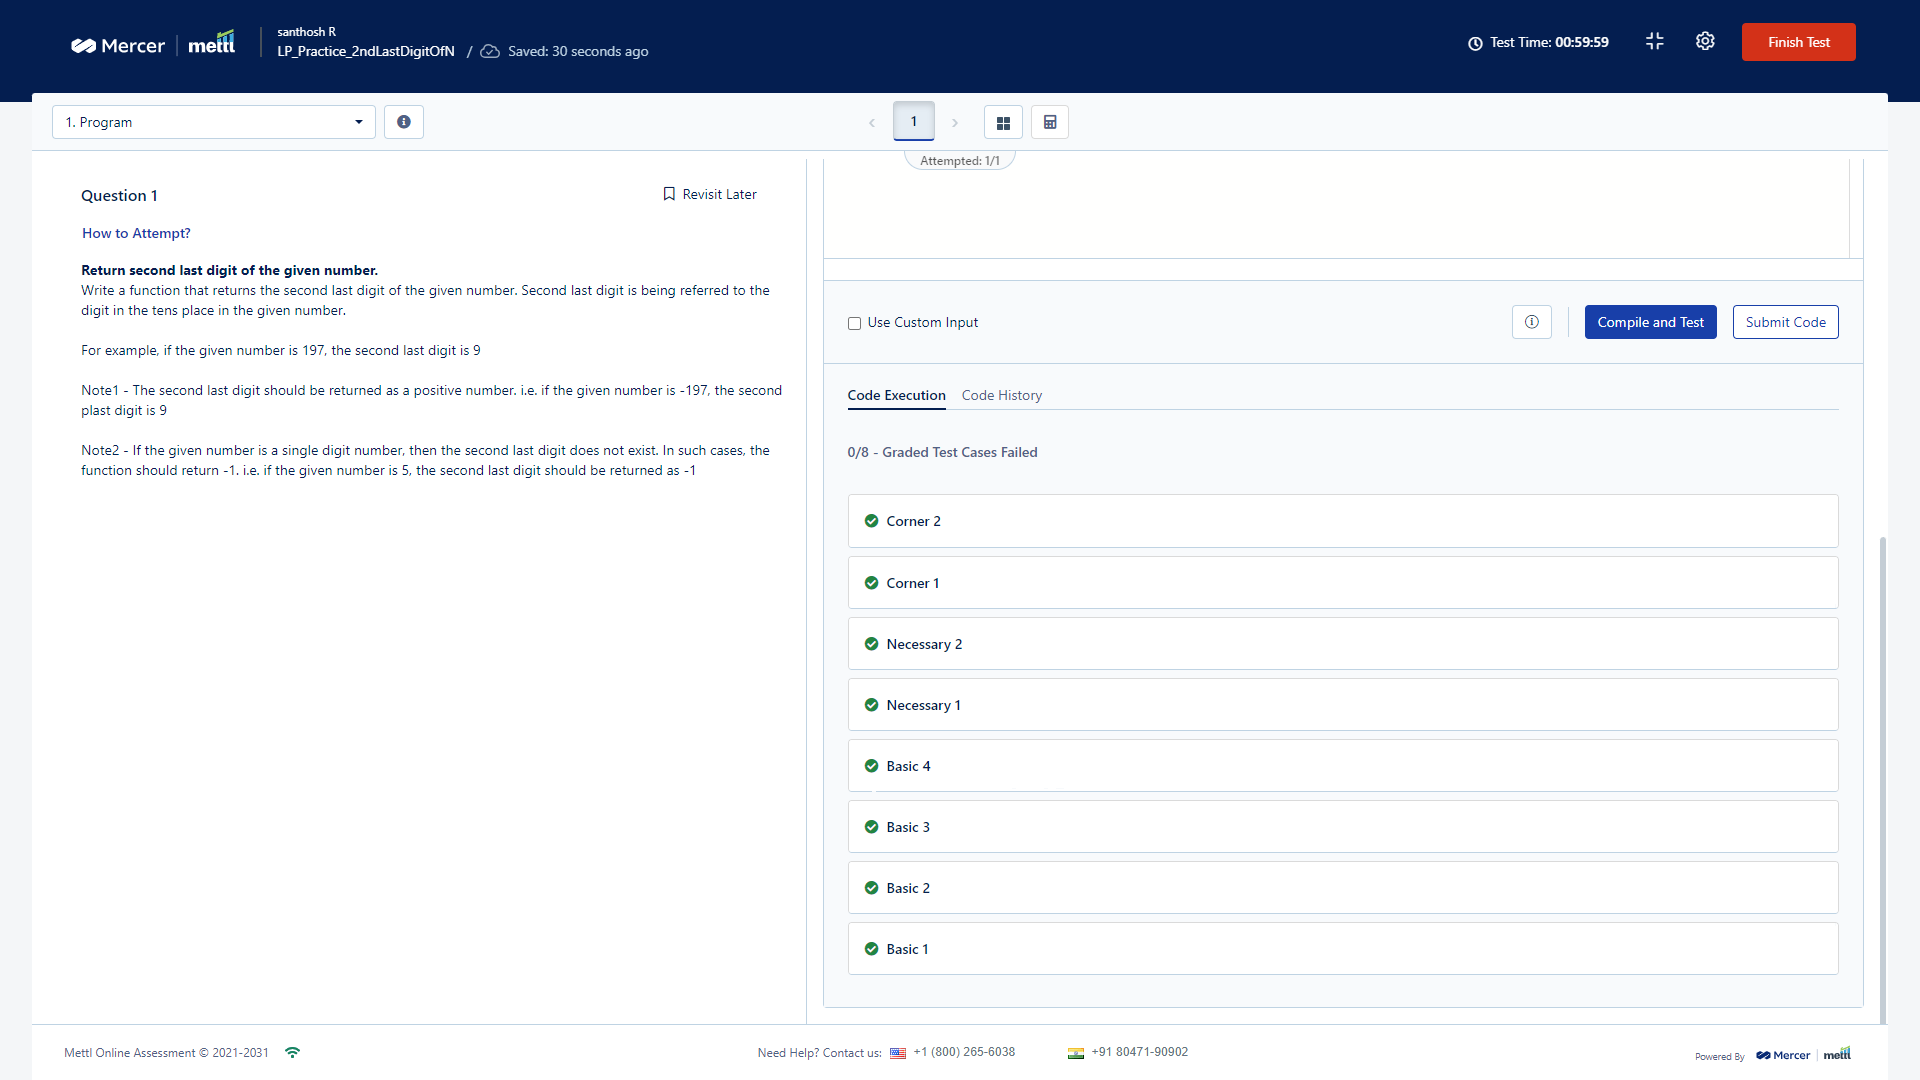 Mercer | mettl
santhosh R
LP_Practice_2ndLastDigitOfN / Saved: 30 seconds ago
Test Time: 00:59:59
Finish Test
1. Program
1
Attempted: 1/1
Question 1
Revisit Later
How to Attempt?
Return second last digit of the given number.
Write a function that returns the second last digit of the given number. Second last digit is being referred to the
digit in the tens place in the given number.
For example, if the given number is 197, the second last digit is 9
Note1 - The second last digit should be returned as a positive number. i.e. if the given number is -197, the second
plast digit is 9
Note2 - If the given number is a single digit number, then the second last digit does not exist. In such cases, the
function should return -1. i.e. if the given number is 5, the second last digit should be returned as -1
Use Custom Input
Compile and Test
Submit Code
Code Execution
Code History
0/8 - Graded Test Cases Failed
Corner 2
Corner 1
Necessary 2
Necessary 1
Basic 4
Basic 3
Basic 2
Basic 1
Mettl Online Assessment © 2021-2031
Need Help? Contact us: +1 (800) 265-6038
+91 80471-90902
Powered By Mercer | mettl